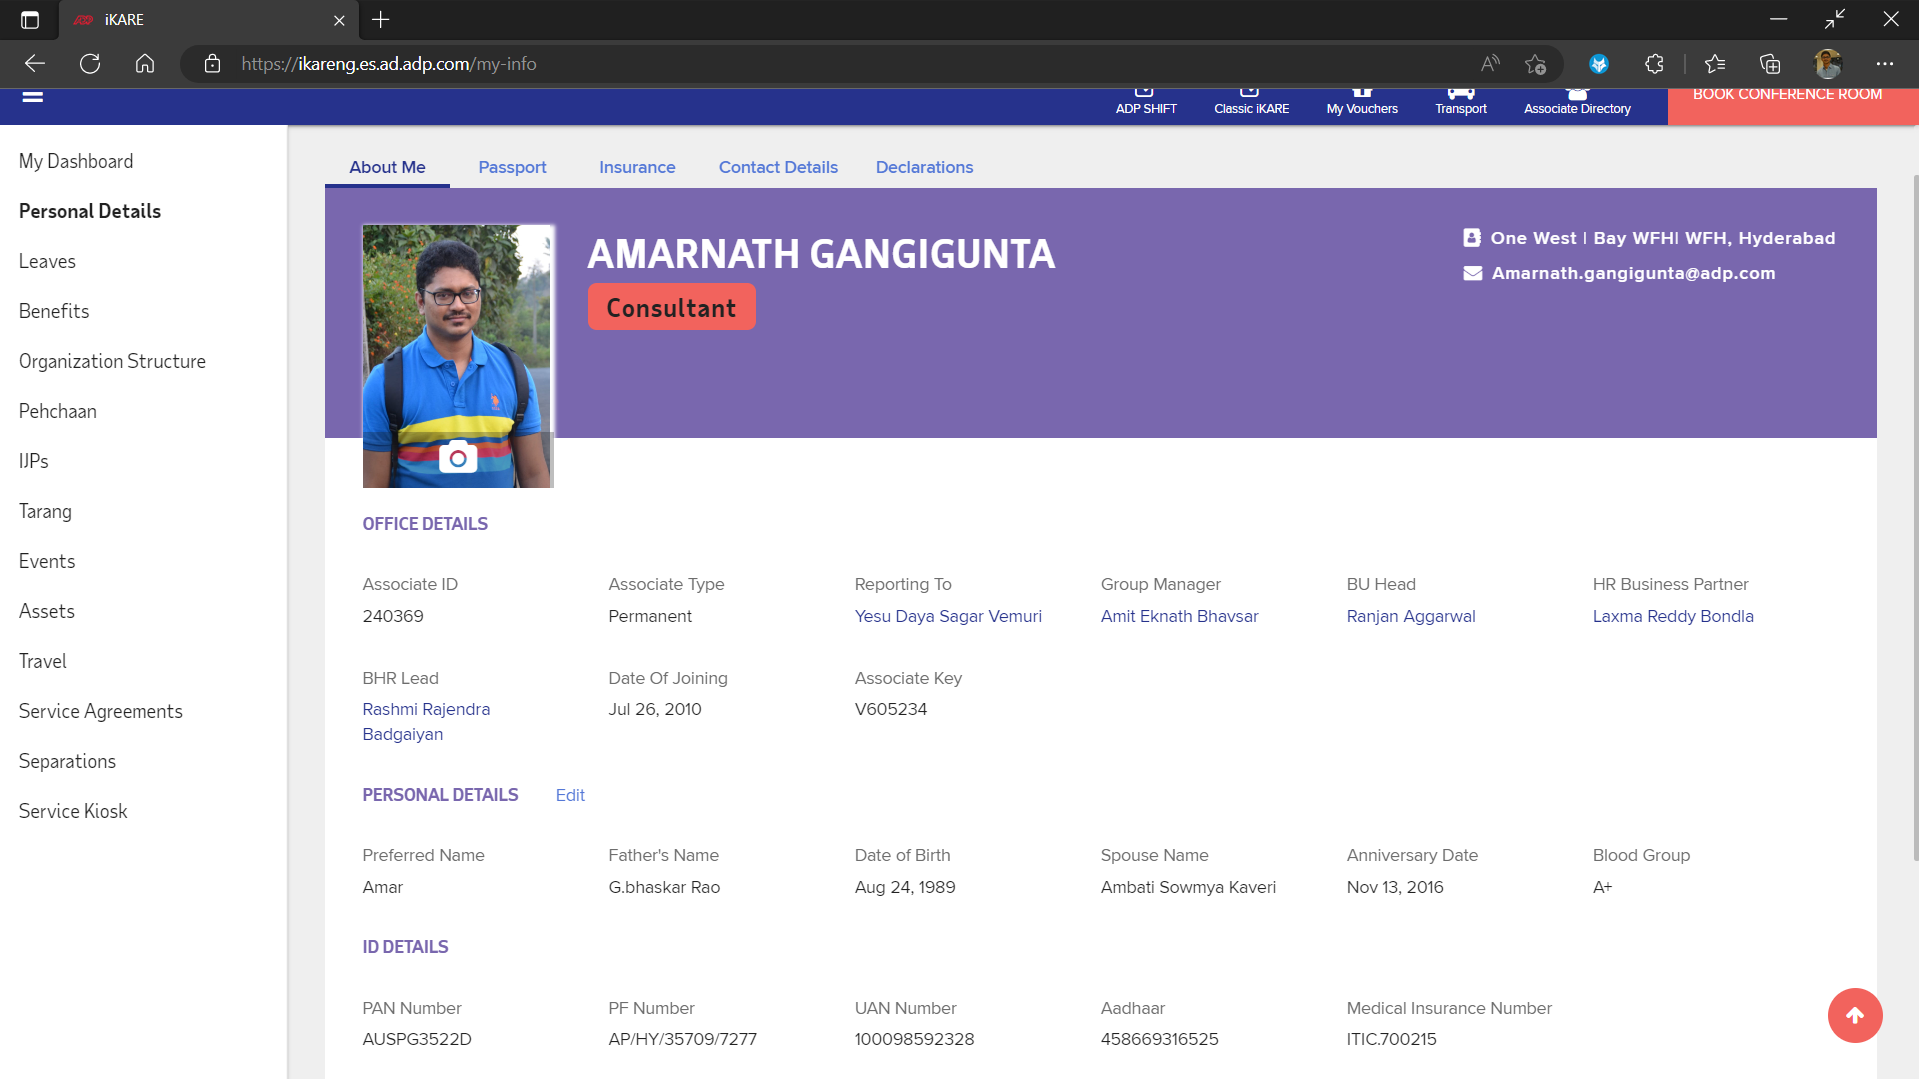 iKARE
https://ikareng.es.ad.adp.com/my-info
ADP SHIFT
Classic iKARE
My Vouchers
Transport
Associate Directory
BOOK CONFERENCE ROOM
My Dashboard
Personal Details
Leaves
Benefits
Organization Structure
Pehchaan
IJPs
Tarang
Events
Assets
Travel
Service Agreements
Separations
Service Kiosk
About Me Passport Insurance Contact Details Declarations
AMARNATH GANGIGUNTA
Consultant
One West | Bay WFH| WFH, Hyderabad
Amarnath.gangigunta@adp.com
OFFICE DETAILS
Associate ID Associate Type Reporting To Group Manager BU Head HR Business Partner
240369 Permanent Yesu Daya Sagar Vemuri Amit Eknath Bhavsar Ranjan Aggarwal Laxma Reddy Bondla
BHR Lead Date Of Joining Associate Key
Rashmi Rajendra Jul 26, 2010 V605234
Badgaiyan
PERSONAL DETAILS Edit
Preferred Name Father's Name Date of Birth Spouse Name Anniversary Date Blood Group
Amar G.bhaskar Rao Aug 24, 1989 Ambati Sowmya Kaveri Nov 13, 2016 A+
ID DETAILS
PAN Number PF Number UAN Number Aadhaar Medical Insurance Number
AUSPG3522D AP/HY/35709/7277 100098592328 458669316525 ITIC.700215